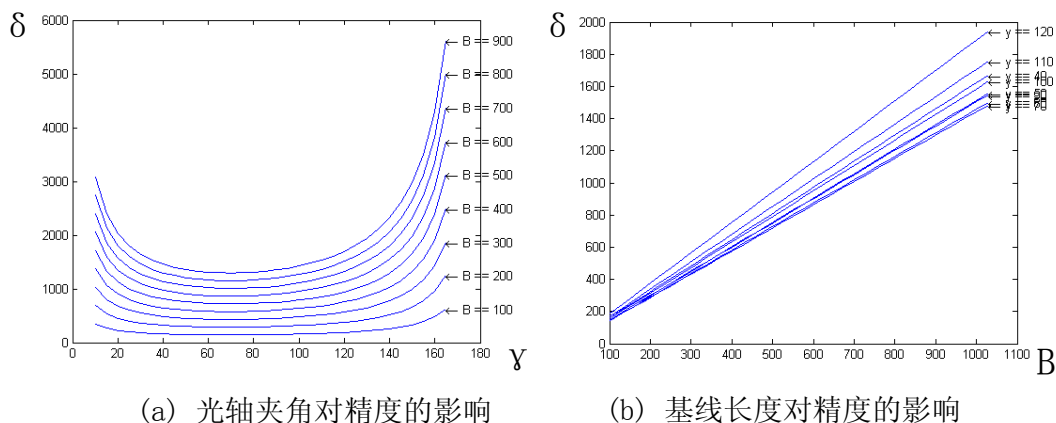 δ
6000
5000
4000
3000
2000
1000
0
0 20 40 60 80 100 120 140 160 180
γ
← B == 900
← B == 800
← B == 700
← B == 600
← B == 500
← B == 400
← B == 300
← B == 200
← B == 100
(a) 光轴夹角对精度的影响
δ
2000
1800
1600
1400
1200
1000
800
600
400
200
0
100 200 300 400 500 600 700 800 900 1000 1100
B
← y == 120
← y == 110
← y == 40
← y == 100
← y == 70
(b) 基线长度对精度的影响